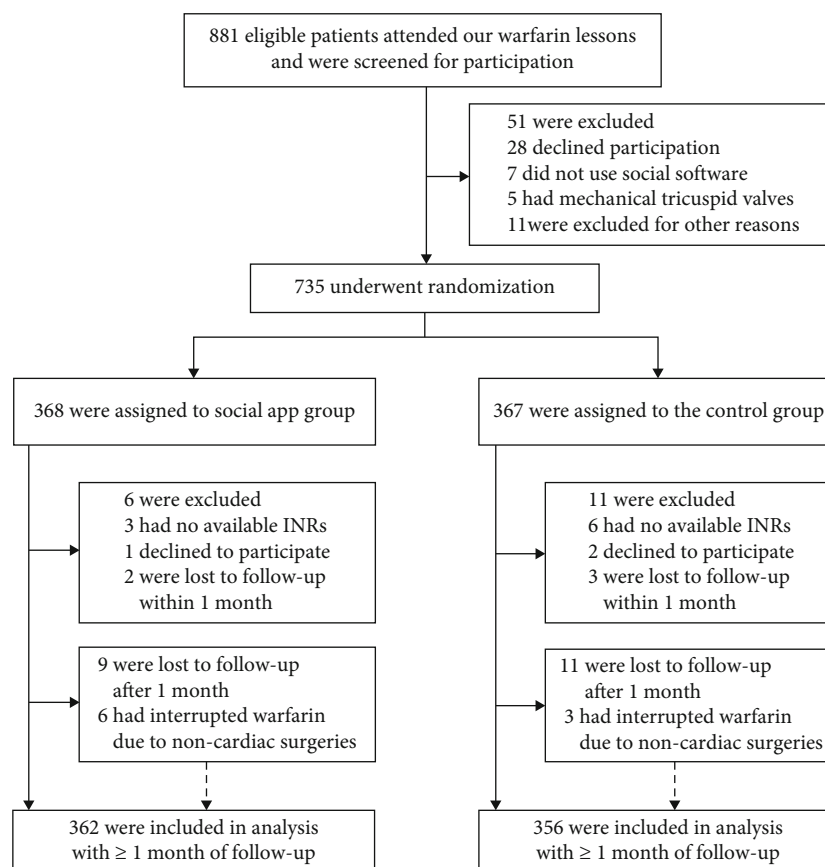 881 eligible patients attended our warfarin lessons
and were screened for participation
51 were excluded
28 declined participation
7 did not use social software
5 had mechanical tricuspid valves
11were excluded for other reasons
735 underwent randomization
368 were assigned to social app group
367 were assigned to the control group
6 were excluded
3 had no available INRs
1 declined to participate
2 were lost to follow-up
within 1 month
11 were excluded
6 had no available INRs
2 declined to participate
3 were lost to follow-up
within 1 month
9 were lost to follow-up
after 1 month
6 had interrupted warfarin
due to non-cardiac surgeries
11 were lost to follow-up
after 1 month
3 had interrupted warfarin
due to non-cardiac surgeries
362 were included in analysis
with ≥ 1 month of follow-up
356 were included in analysis
with ≥ 1 month of follow-up